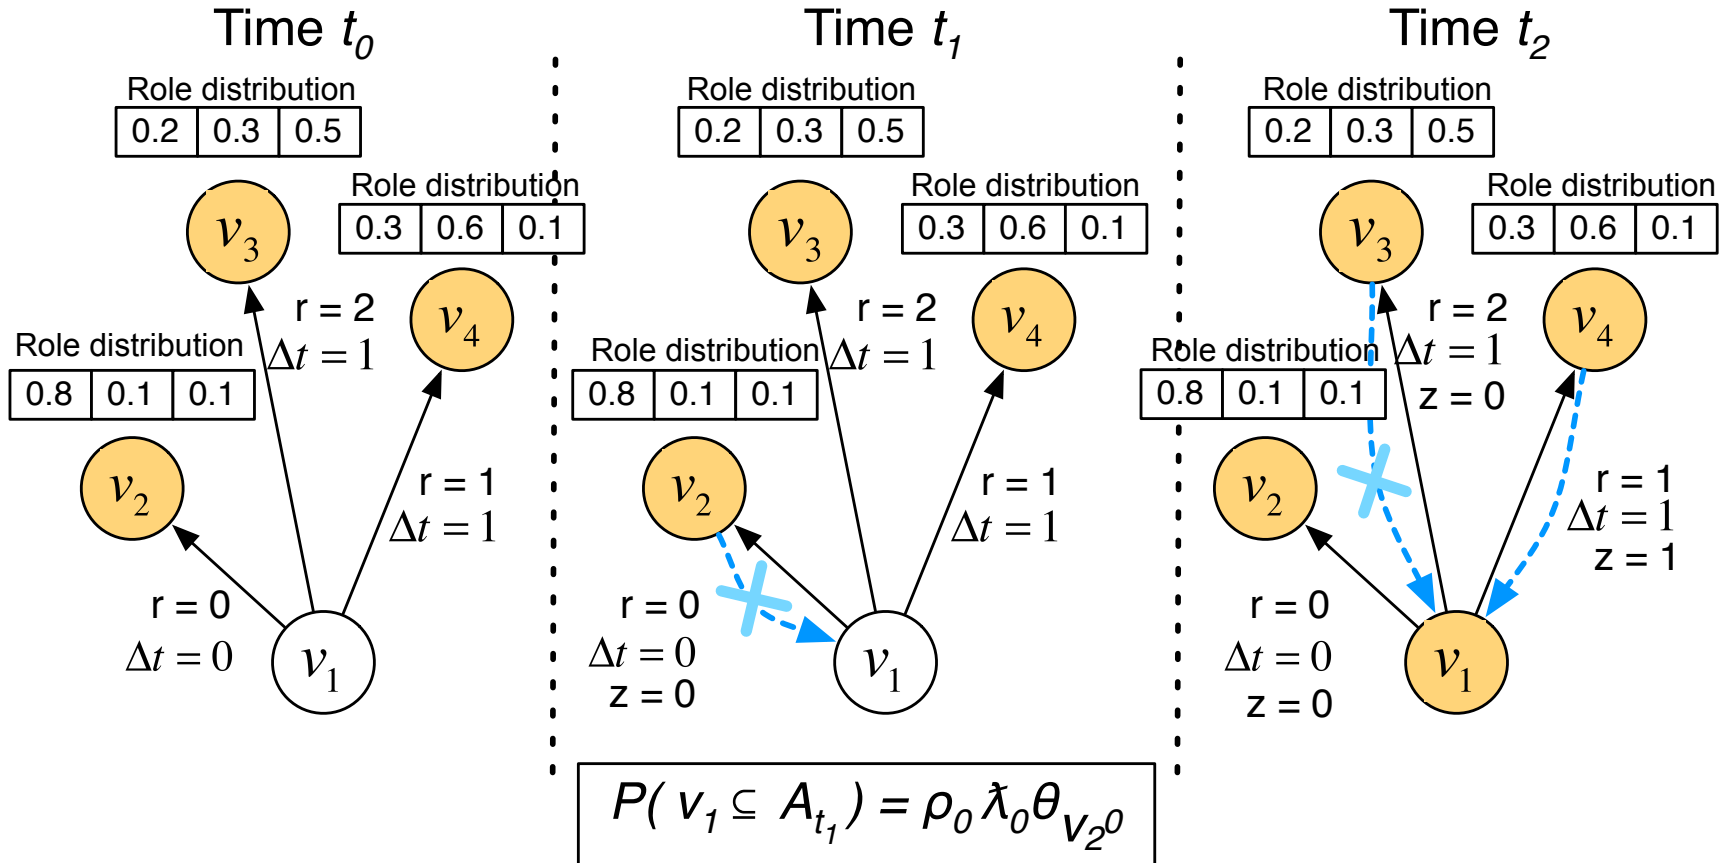 Time t0
Role distribution
0.2 0.3 0.5
v3
Role distribution
0.3 0.6 0.1
v4
r = 2
Δt = 1
Role distribution
0.8 0.1 0.1
v2
r = 1
Δt = 1
r = 0
Δt = 0
v1
Time t1
Role distribution
0.2 0.3 0.5
v3
Role distribution
0.3 0.6 0.1
v4
r = 2
Δt = 1
Role distribution
0.8 0.1 0.1
v2
r = 1
Δt = 1
r = 0
Δt = 0
z = 0
v1
P( v1 ⊆ At1 ) = ρ0 ƛ0θv20
Time t2
Role distribution
0.2 0.3 0.5
v3
Role distribution
0.3 0.6 0.1
v4
r = 2
Δt = 1
z = 0
Role distribution
0.8 0.1 0.1
v2
r = 1
Δt = 1
z = 1
r = 0
Δt = 0
z = 0
v1